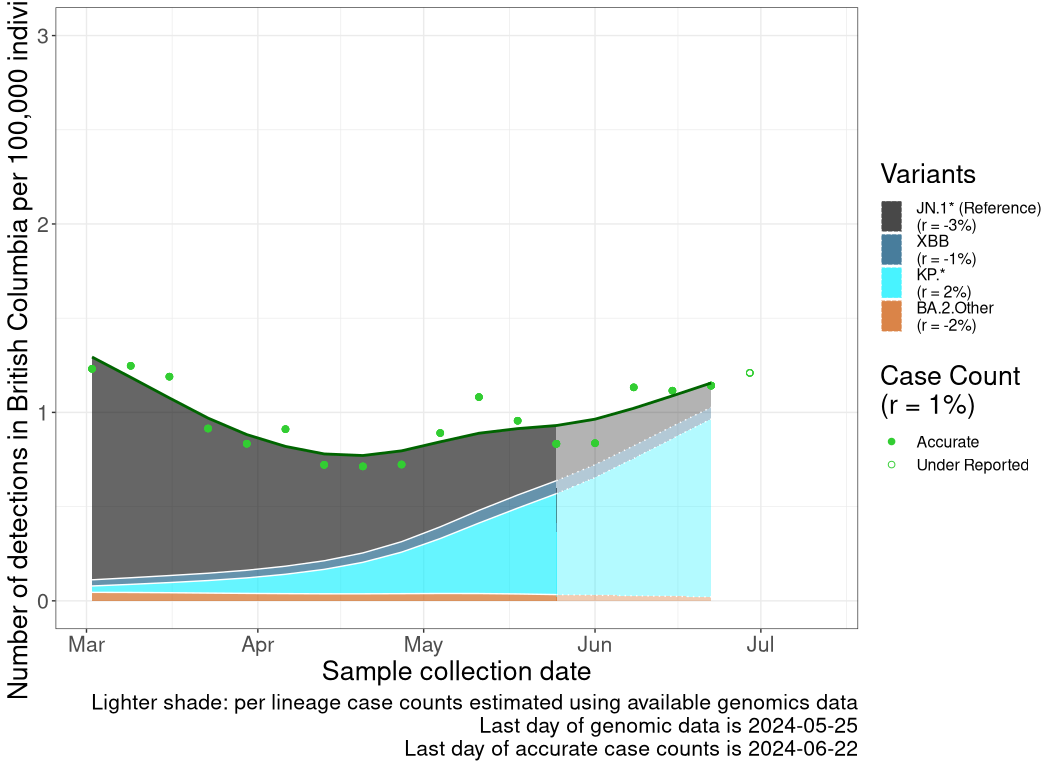 Number of detections in British Columbia per 100,000
3
2
1
0
Mar
Apr
May
Jun
Jul
Sample collection date
Lighter shade: per lineage case counts estimated using available genomics data
Last day of genomic data is 2024-05-25
Last day of accurate case counts is 2024-06-22
Variants
JN.1* (Reference)
(r = -3%)
XBB
(r = -1%)
KP.*
(r = 2%)
BA.2.Other
(r = -2%)
Case Count
(r = 1%)
Accurate
Under Reported